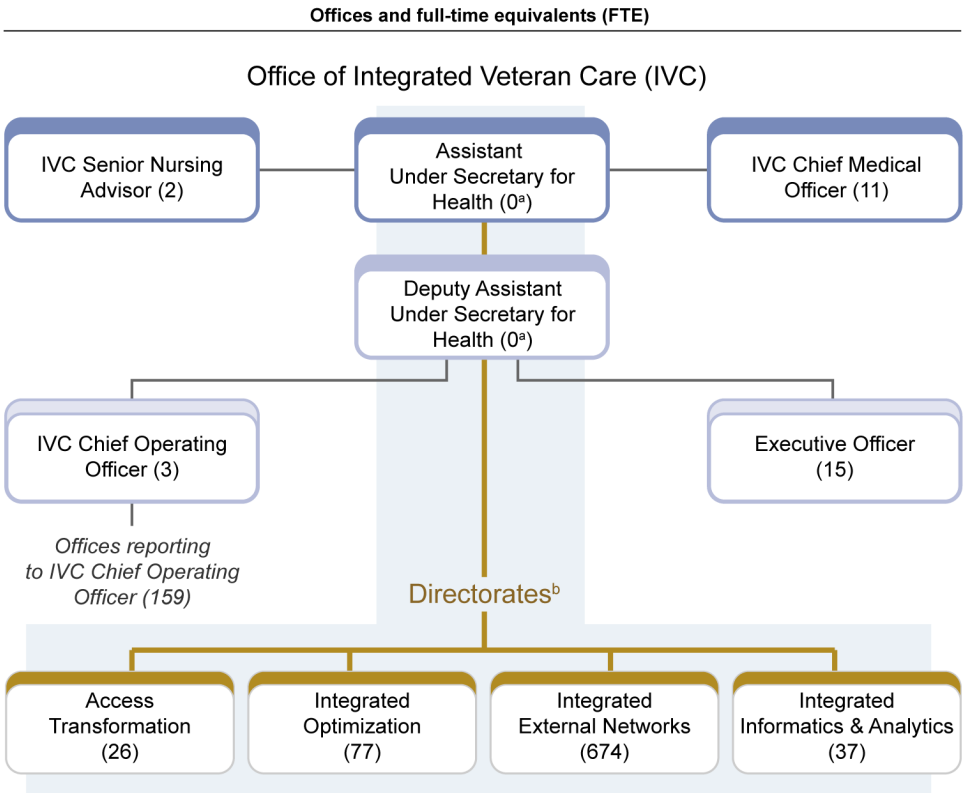 Offices and full-time equivalents (FTE)
Office of Integrated Veteran Care (IVC)
IVC Senior Nursing
Advisor (2)
Assistant
Under Secretary for
Health (0ᵃ)
IVC Chief Medical
Officer (11)
Deputy Assistant
Under Secretary for
Health (0ᵃ)
IVC Chief Operating
Officer (3)
Executive Officer
(15)
Offices reporting
to IVC Chief Operating
Officer (159)
Directoratesᵇ
Access
Transformation
(26)
Integrated
Optimization
(77)
Integrated
External Networks
(674)
Integrated
Informatics & Analytics
(37)